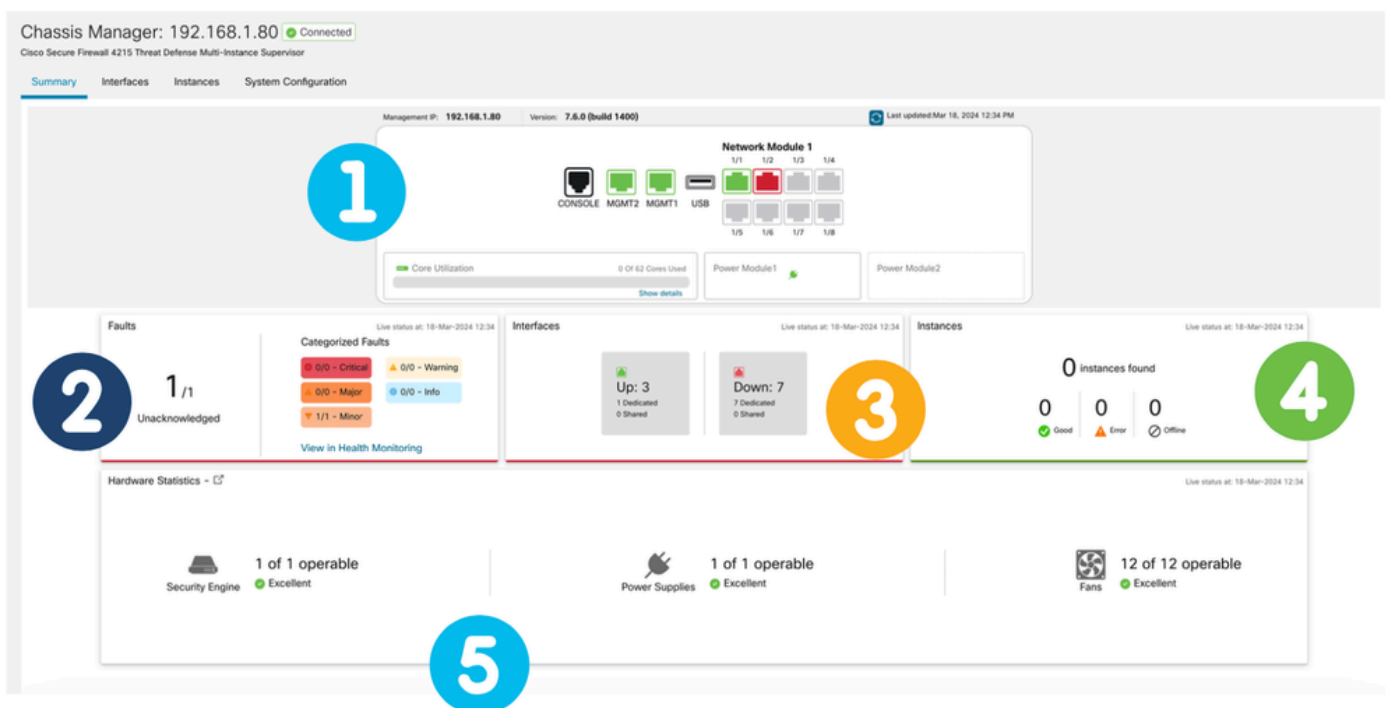 Chassis Manager: 192.168.1.80 Connected
Cisco Secure Firewall 4215 Threat Defense Multi-Instance Supervisor
Summary Interfaces Instances System Configuration
Management IP: 192.168.1.80 Version: 7.6.0 (build 1400) Last updated:Mar 18, 2024 12:34 PM
1
Network Module 1
1/1 1/2 1/3 1/4
CONSOLE MGMT2 MGMT1 USB
1/5 1/6 1/7 1/8
Core Utilization 0 Of 62 Cores Used
Show details
Power Module1
Power Module2
2
Faults Live status at: 18-Mar-2024 12:34
1/1
Unacknowledged
Categorized Faults
0/0 - Critical 0/0 - Warning
0/0 - Major 0/0 - Info
1/1 - Minor
View in Health Monitoring
Interfaces Live status at: 18-Mar-2024 12:34
Up: 3
1 Dedicated
0 Shared
Down: 7
7 Dedicated
0 Shared
3
Instances Live status at: 18-Mar-2024 12:34
0 instances found
0 0 0
Good Error Offline
4
Hardware Statistics - Live status at: 18-Mar-2024 12:34
Security Engine
1 of 1 operable
Excellent
Power Supplies
1 of 1 operable
Excellent
Fans
12 of 12 operable
Excellent
5